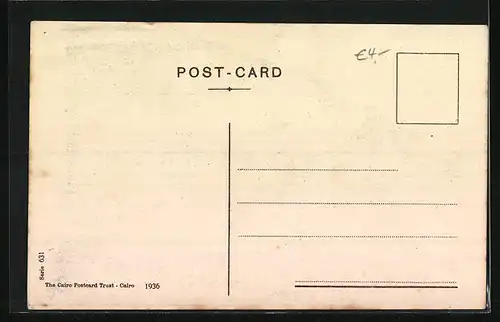 POST-CARD
€4,-
Serie 631
The Cairo Postcard Trust - Cairo 1936